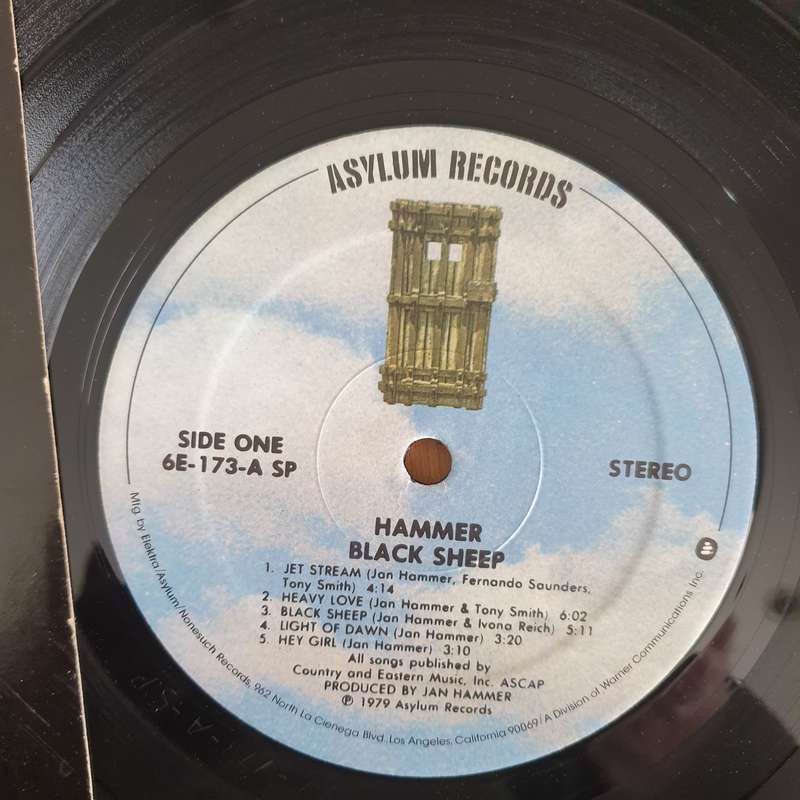 ASYLUM RECORDS
SIDE ONE
6E-173-A SP
STEREO
HAMMER
BLACK SHEEP
1. JET STREAM (Jan Hammer, Fernando Saunders,
Tony Smith) 4:14
2. HEAVY LOVE (Jan Hammer & Tony Smith) 6:02
3. BLACK SHEEP (Jan Hammer & Ivona Reich) 5:11
4. LIGHT OF DAWN (Jan Hammer) 3:20
5. HEY GIRL (Jan Hammer) 3:10
All songs published by
Country and Eastern Music, Inc. ASCAP
PRODUCED BY JAN HAMMER
℗ 1979 Asylum Records
Mfg. by Elektra/Asylum/Nonesuch Records, 962 North La Cienega Blvd. Los Angeles, California 90069/A Division of Warner Communications Inc.